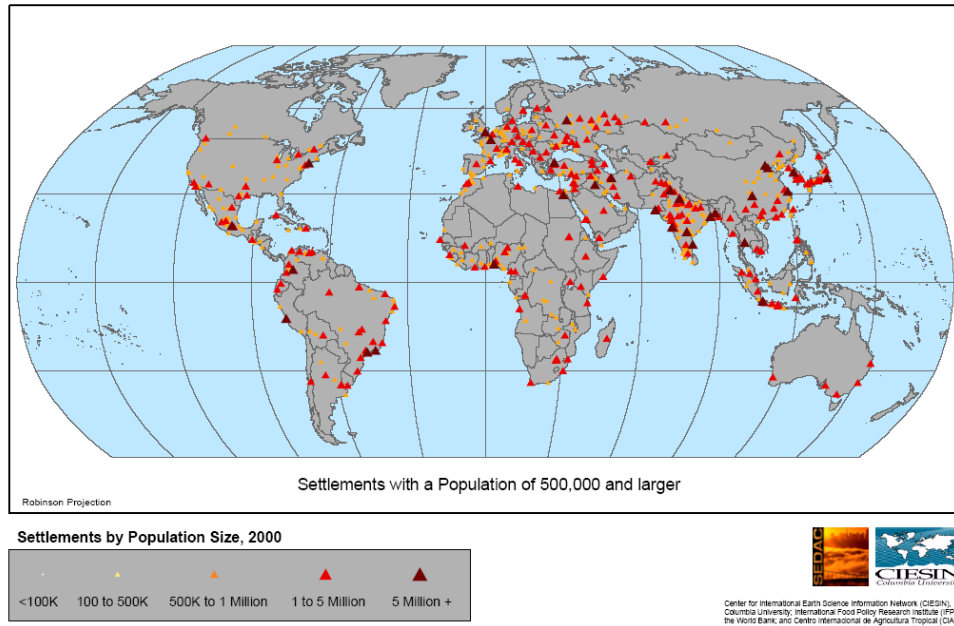 Settlements with a Population of 500,000 and larger
Robinson Projection
Settlements by Population Size, 2000
<100K
100 to 500K
500K to 1 Million
1 to 5 Million
5 Million +
SEDAC
CIESIN
Columbia University
Center for International Earth Science Information Network (CIESIN),
Columbia University; International Food Policy Research Institute (IFP
the World Bank; and Centro Internacional de Agricultura Tropical (CIA